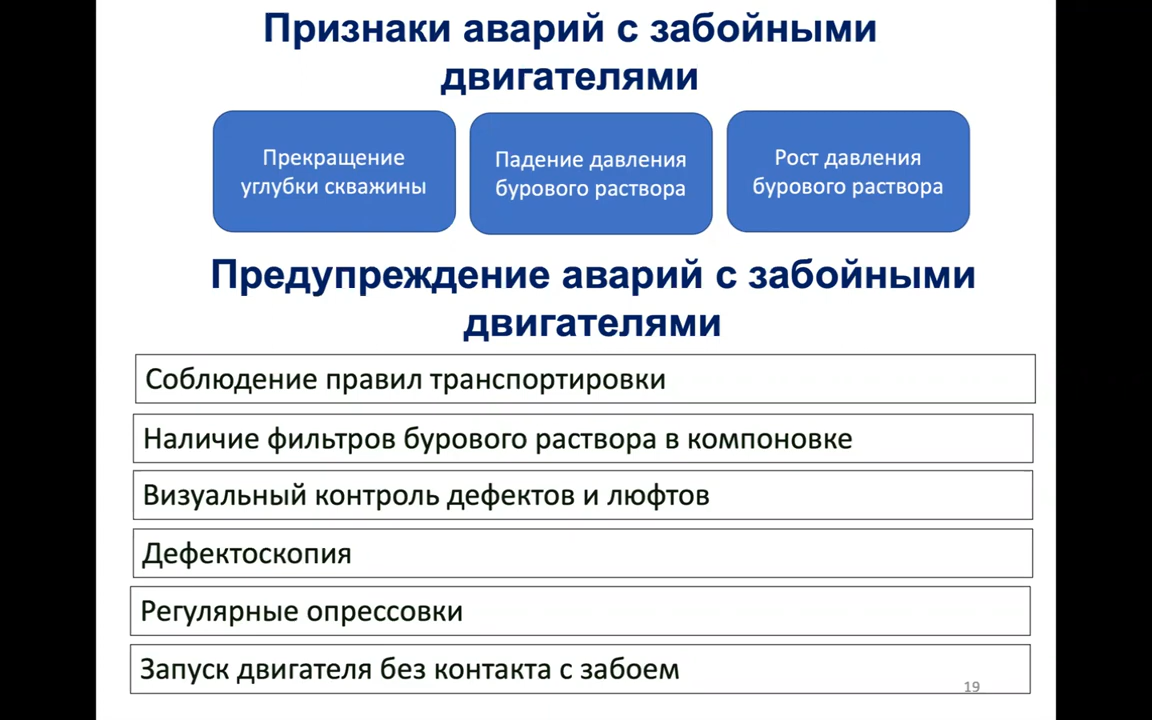 Признаки аварий с забойными
двигателями
Прекращение
углубки скважины
Падение давления
бурового раствора
Рост давления
бурового раствора
Предупреждение аварий с забойными
двигателями
Соблюдение правил транспортировки
Наличие фильтров бурового раствора в компоновке
Визуальный контроль дефектов и люфтов
Дефектоскопия
Регулярные опрессовки
Запуск двигателя без контакта с забоем
19